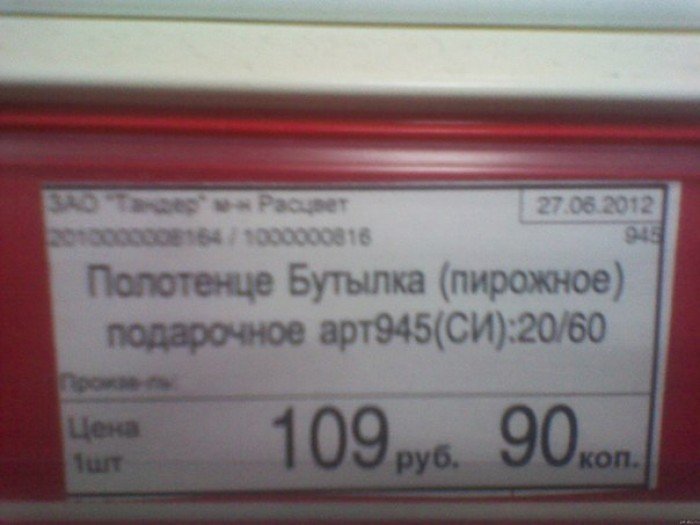 ЗАО "Тандер" м-н Расцвет 27.06.2012
2010000008164 / 1000000816 945
Полотенце Бутылка (пирожное)
подарочное арт945(СИ):20/60
Произв-ль:
Цена 109 руб. 90 коп.
1шт